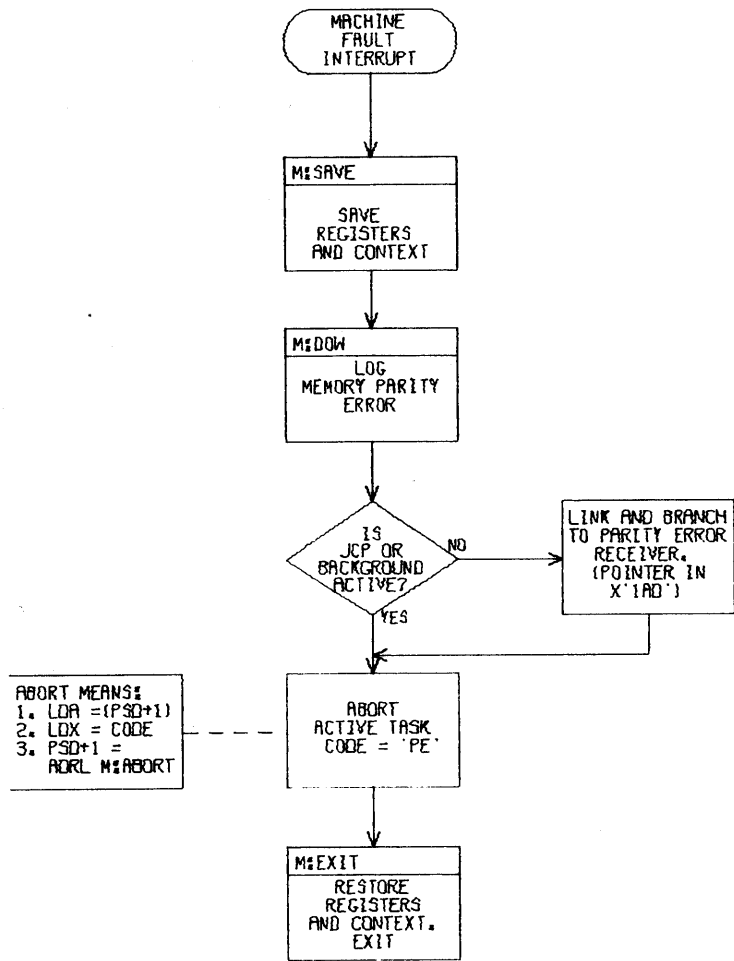 MACHINE
FAULT
INTERRUPT
M:SAVE
SAVE
REGISTERS
AND CONTEXT
M:DOW
LOG
MEMORY PARITY
ERROR
IS
JCP OR
BACKGROUND
ACTIVE?
NO
YES
LINK AND BRANCH
TO PARITY ERROR
RECEIVER.
(POINTER IN
X'1AD')
ABORT MEANS:
1. LDA =(PSD+1)
2. LDX = CODE
3. PSD+1 =
ADRL M:ABORT
ABORT
ACTIVE TASK
CODE = 'PE'
M:EXIT
RESTORE
REGISTERS
AND CONTEXT.
EXIT